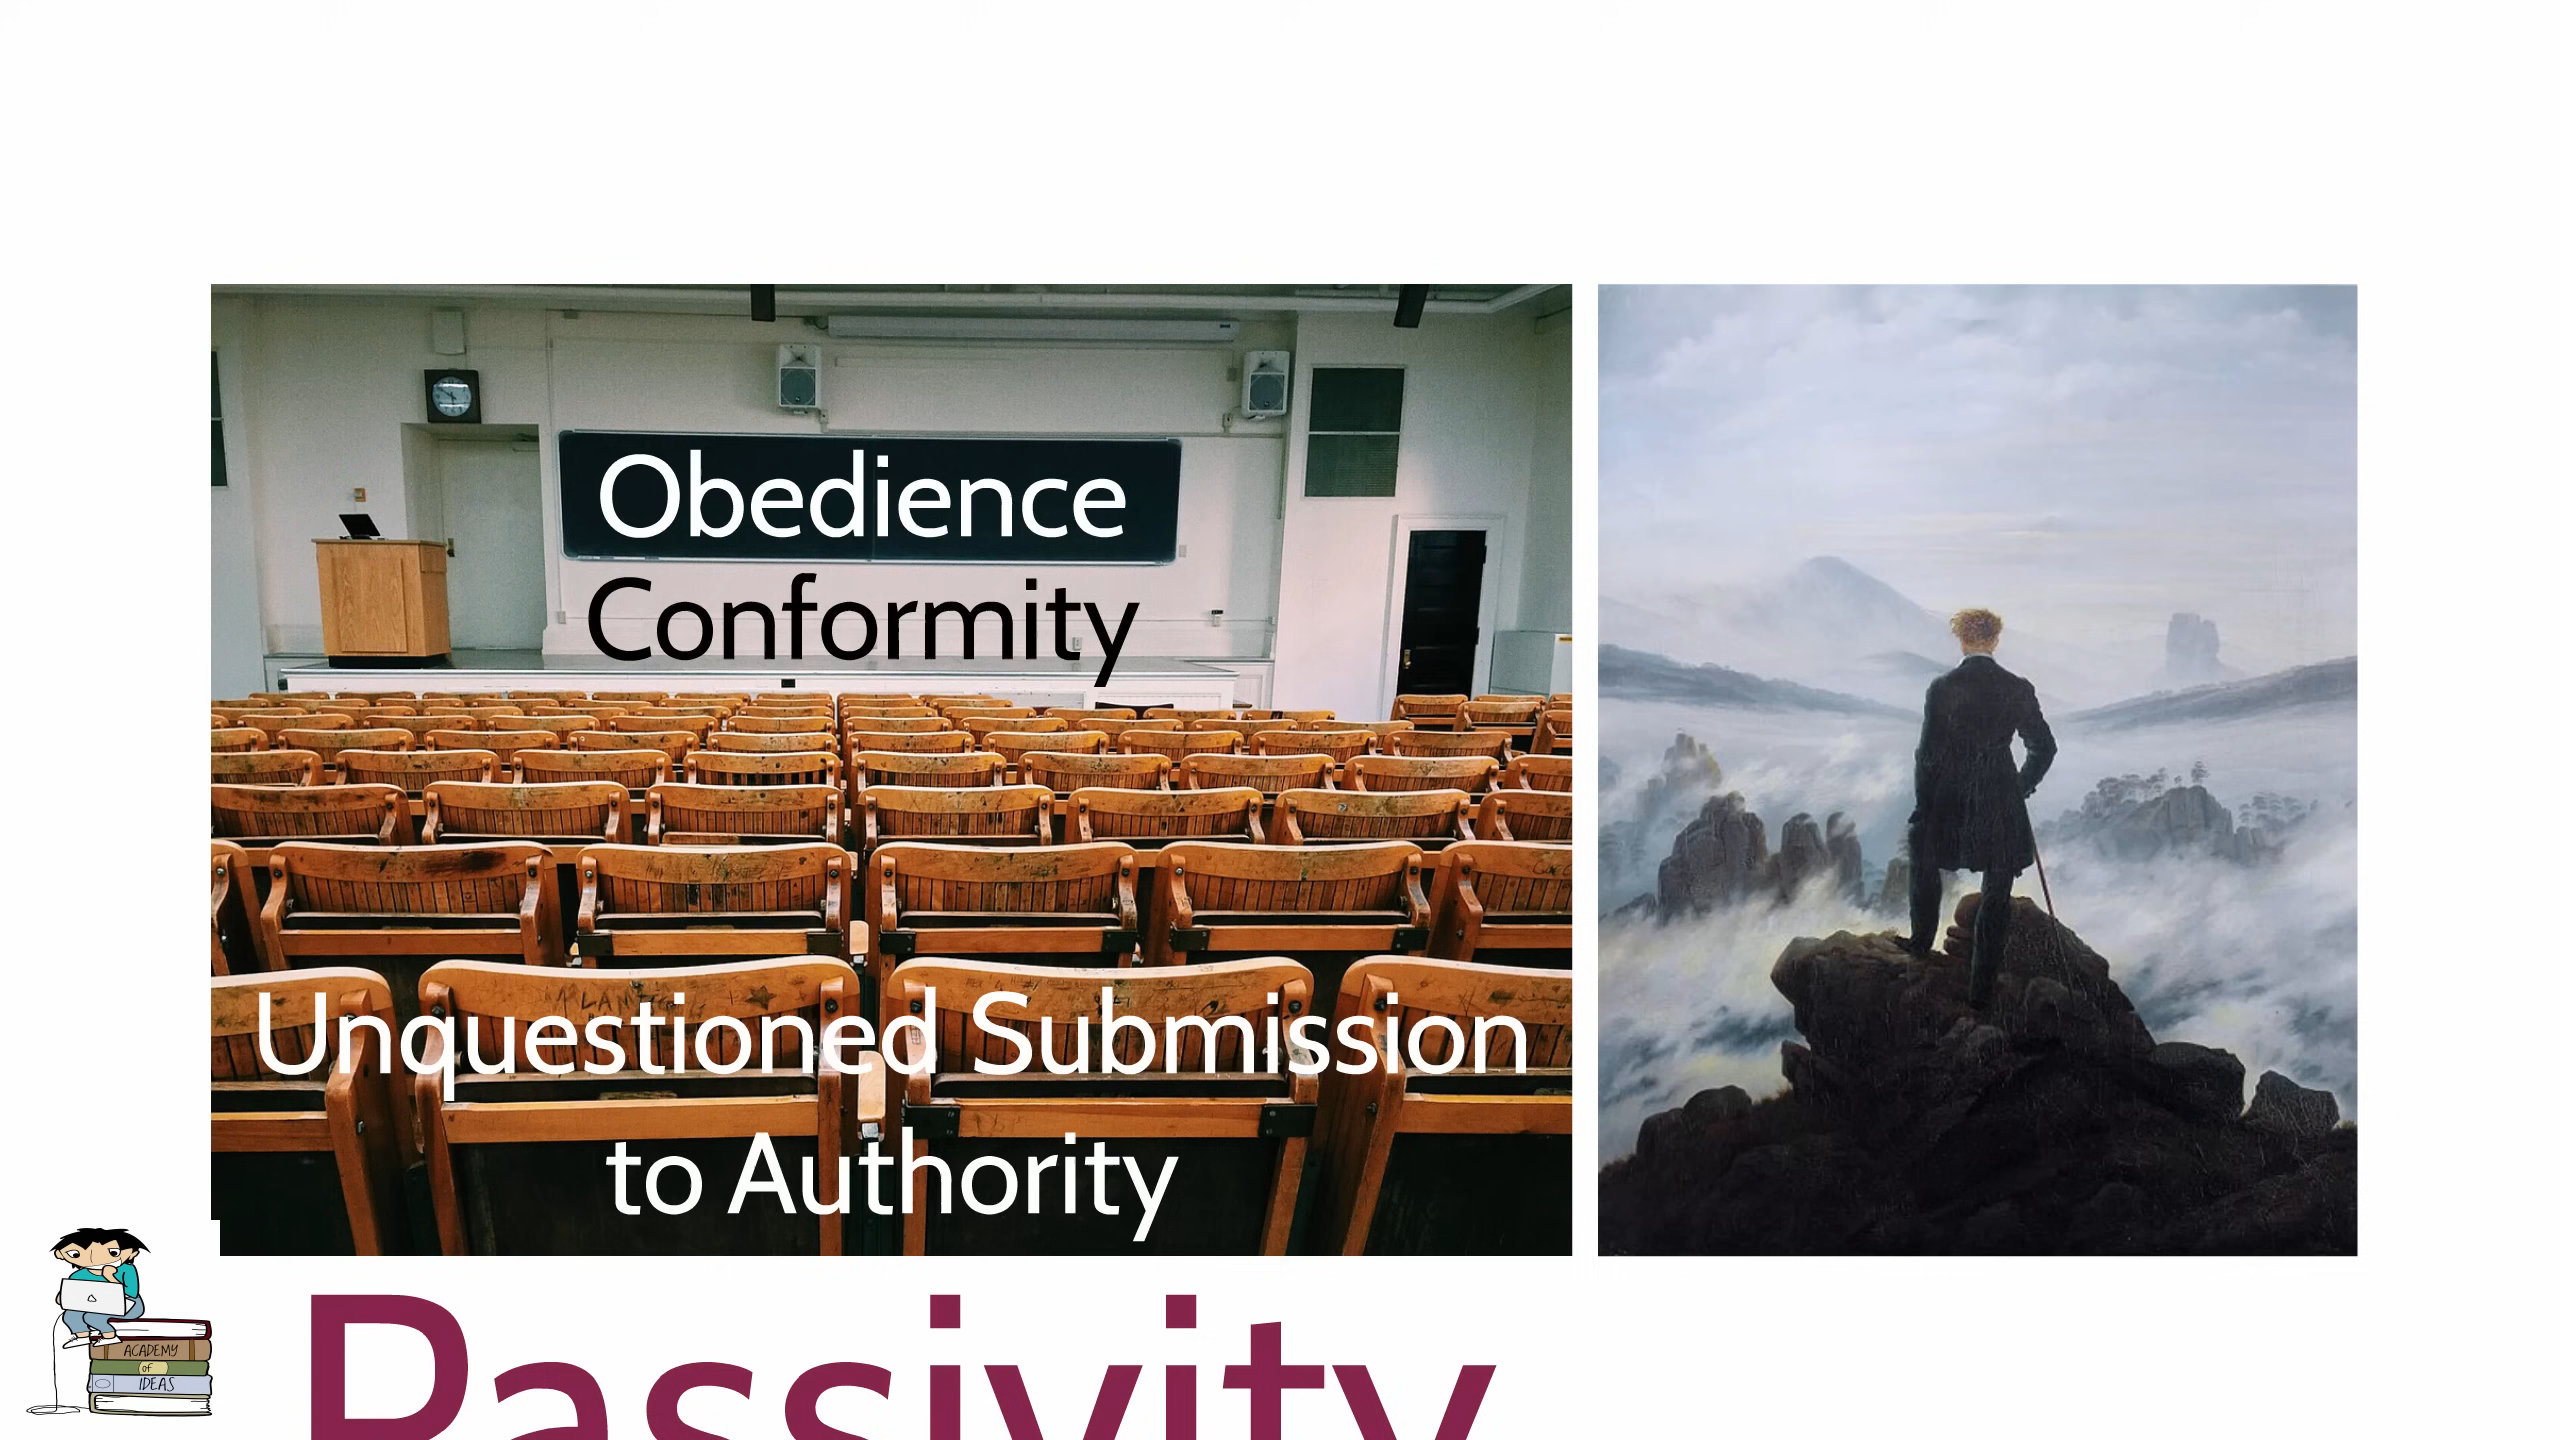 Obedience
Conformity
Unquestioned Submission
to Authority
Passivity
ACADEMY
of
IDEAS